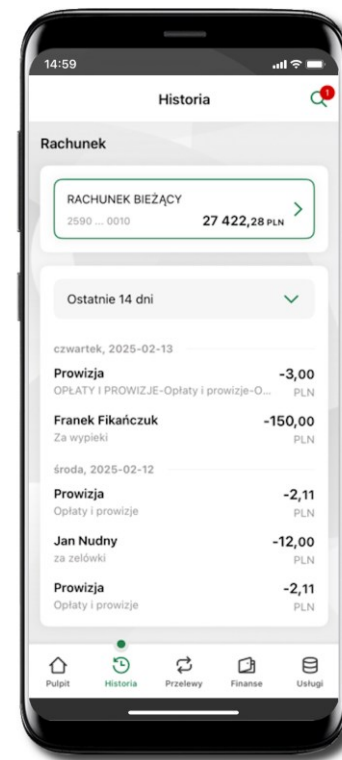 14:59
Historia
1
Rachunek
RACHUNEK BIEŻĄCY
2590 ... 0010
27 422,28 PLN
Ostatnie 14 dni
czwartek, 2025-02-13
Prowizja -3,00
OPŁATY I PROWIZJE-Opłaty i prowizje-O... PLN
Franek Fikańczuk -150,00
Za wypieki PLN
środa, 2025-02-12
Prowizja -2,11
Opłaty i prowizje PLN
Jan Nudny -12,00
za zelówki PLN
Prowizja -2,11
Opłaty i prowizje PLN
Pulpit Historia Przelewy Finanse Usługi